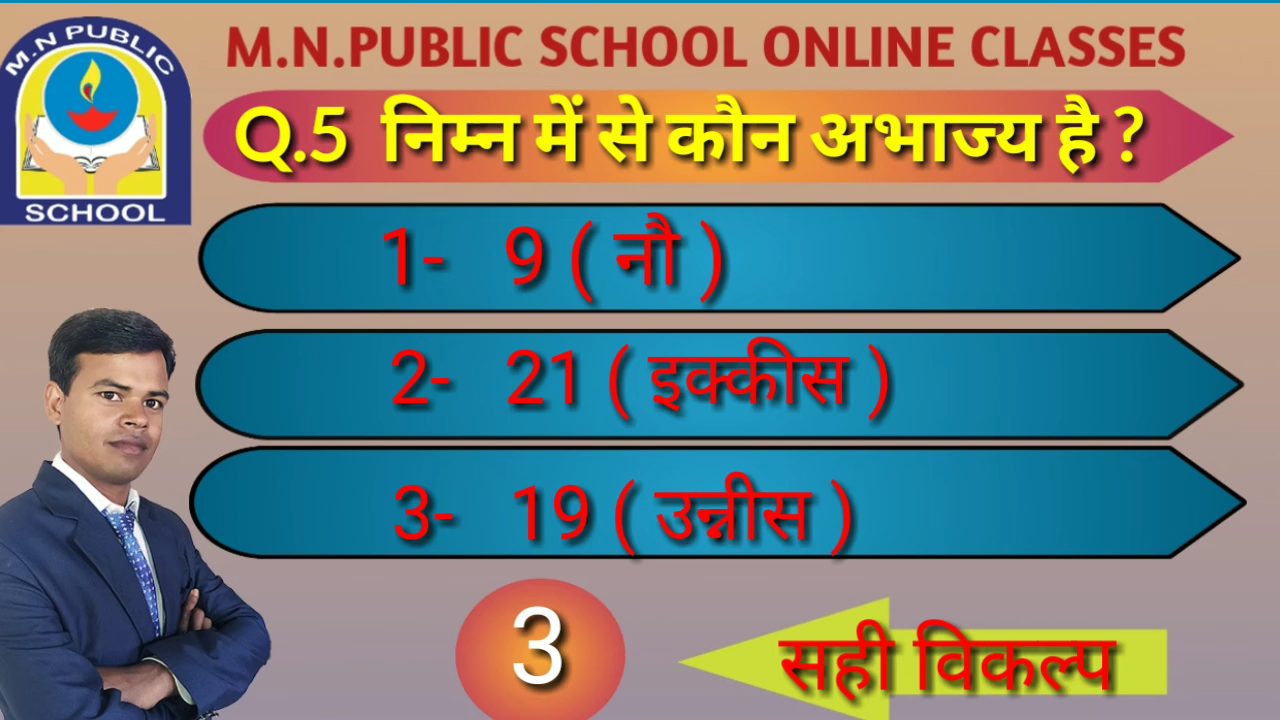 M.N PUBLIC
SCHOOL
M.N.PUBLIC SCHOOL ONLINE CLASSES
Q.5 निम्न में से कौन अभाज्य है ?
1- 9 ( नौ )
2- 21 ( इक्कीस )
3- 19 ( उन्नीस )
3
सही विकल्प